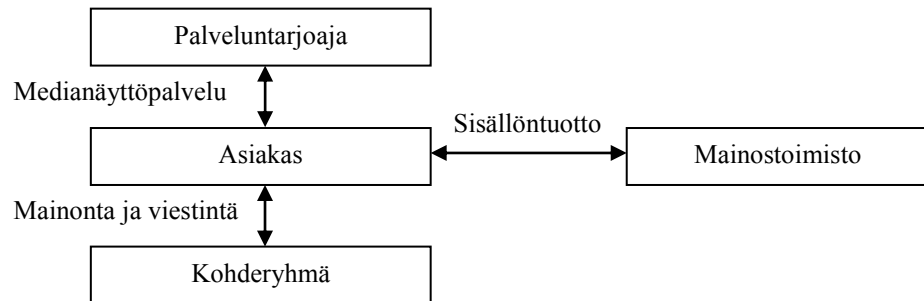 Palveluntarjoaja
Medianäyttöpalvelu
Sisällöntuotto
Asiakas
Mainostoimisto
Mainonta ja viestintä
Kohderyhmä